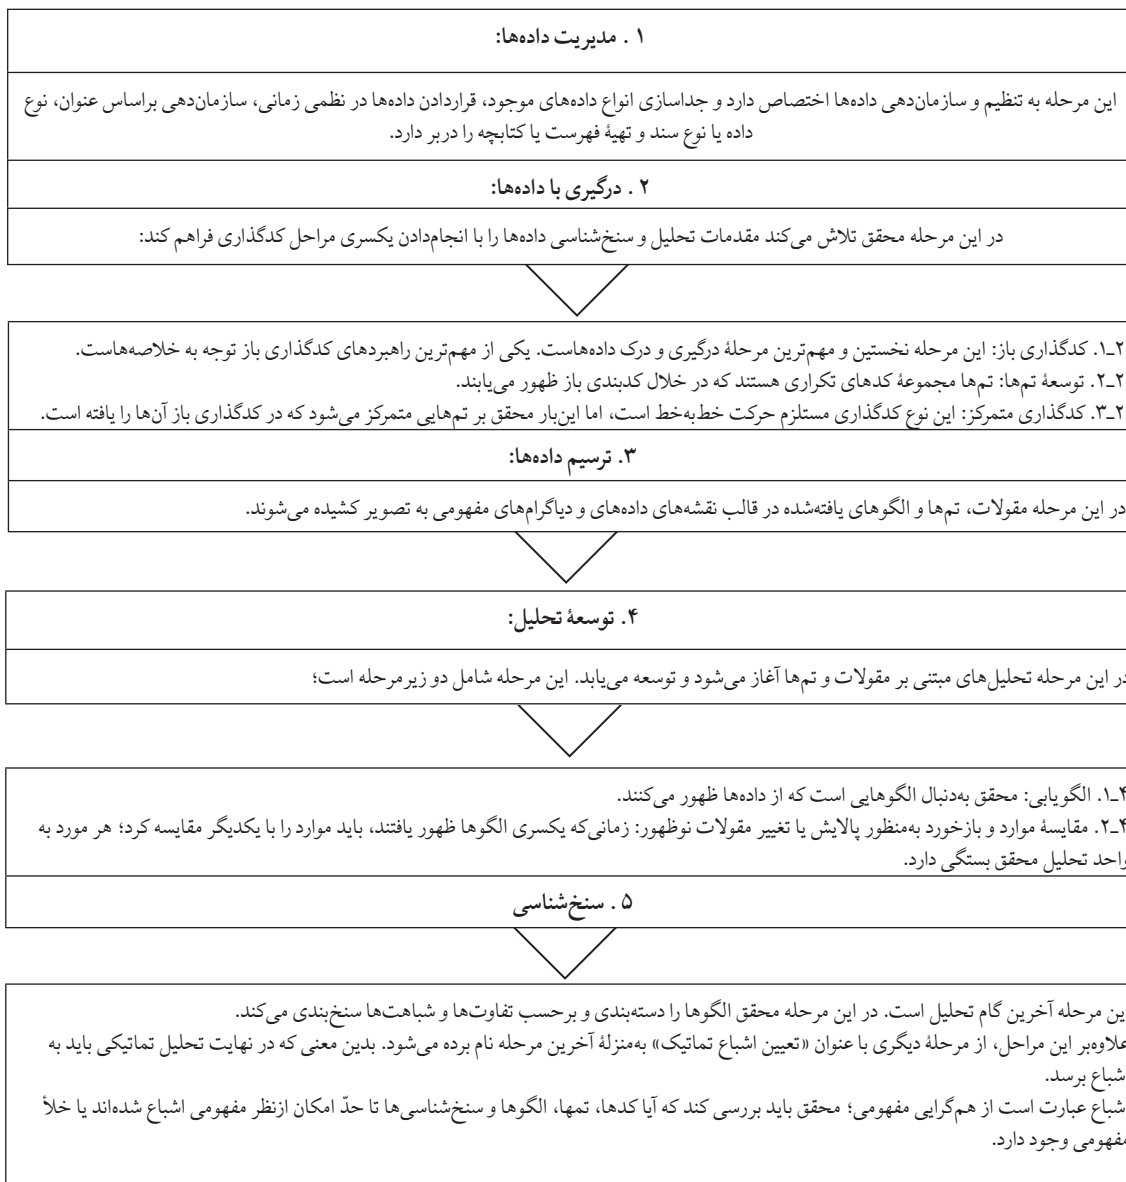 ۱ . مدیریت داده‌ها:
این مرحله به تنظیم و سازمان‌دهی داده‌ها اختصاص دارد و جداسازی انواع داده‌های موجود، قراردادن داده‌ها در نظمی زمانی، سازمان‌دهی براساس عنوان، نوع
داده یا نوع سند و تهیهٔ فهرست یا کتابچه را دربر دارد.
۲ . درگیری با داده‌ها:
در این مرحله محقق تلاش می‌کند مقدمات تحلیل و سنخ‌شناسی داده‌ها را با انجام‌دادن یکسری مراحل کدگذاری فراهم کند:
۲ـ۱. کدگذاری باز: این مرحله نخستین و مهم‌ترین مرحلهٔ درگیری و درک داده‌هاست. یکی از مهم‌ترین راهبردهای کدگذاری باز توجه به خلاصه‌هاست.
۲ـ۲. توسعهٔ تم‌ها: تم‌ها مجموعهٔ کدهای تکراری هستند که در خلال کدبندی باز ظهور می‌یابند.
۲ـ۳. کدگذاری متمرکز: این نوع کدگذاری مستلزم حرکت خط‌به‌خط است، اما این‌بار محقق بر تم‌هایی متمرکز می‌شود که در کدگذاری باز آن‌ها را یافته است.
۳. ترسیم داده‌ها:
در این مرحله مقولات، تم‌ها و الگوهای یافته‌شده در قالب نقشه‌های داده‌های و دیاگرام‌های مفهومی به تصویر کشیده می‌شوند.
۴. توسعهٔ تحلیل:
در این مرحله تحلیل‌های مبتنی بر مقولات و تم‌ها آغاز می‌شود و توسعه می‌یابد. این مرحله شامل دو زیرمرحله است؛
۴ـ۱. الگویابی: محقق به‌دنبال الگوهایی است که از داده‌ها ظهور می‌کنند.
۴ـ۲. مقایسهٔ موارد و بازخورد به‌منظور پالایش یا تغییر مقولات نوظهور: زمانی‌که یکسری الگوها ظهور یافتند، باید موارد را با یکدیگر مقایسه کرد؛ هر مورد به
واحد تحلیل محقق بستگی دارد.
۵ . سنخ‌شناسی
ین مرحله آخرین گام تحلیل است. در این مرحله محقق الگوها را دسته‌بندی و برحسب تفاوت‌ها و شباهت‌ها سنخ‌بندی می‌کند.
علاوه‌بر این مراحل، از مرحلهٔ دیگری با عنوان «تعیین اشباع تماتیک» به‌منزلهٔ آخرین مرحله نام برده می‌شود. بدین معنی که در نهایت تحلیل تماتیکی باید به
شباع برسد.
شباع عبارت است از هم‌گرایی مفهومی؛ محقق باید بررسی کند که آیا کدها، تمها، الگوها و سنخ‌شناسی‌ها تا حدّ امکان ازنظر مفهومی اشباع شده‌اند یا خلأ
مفهومی وجود دارد.